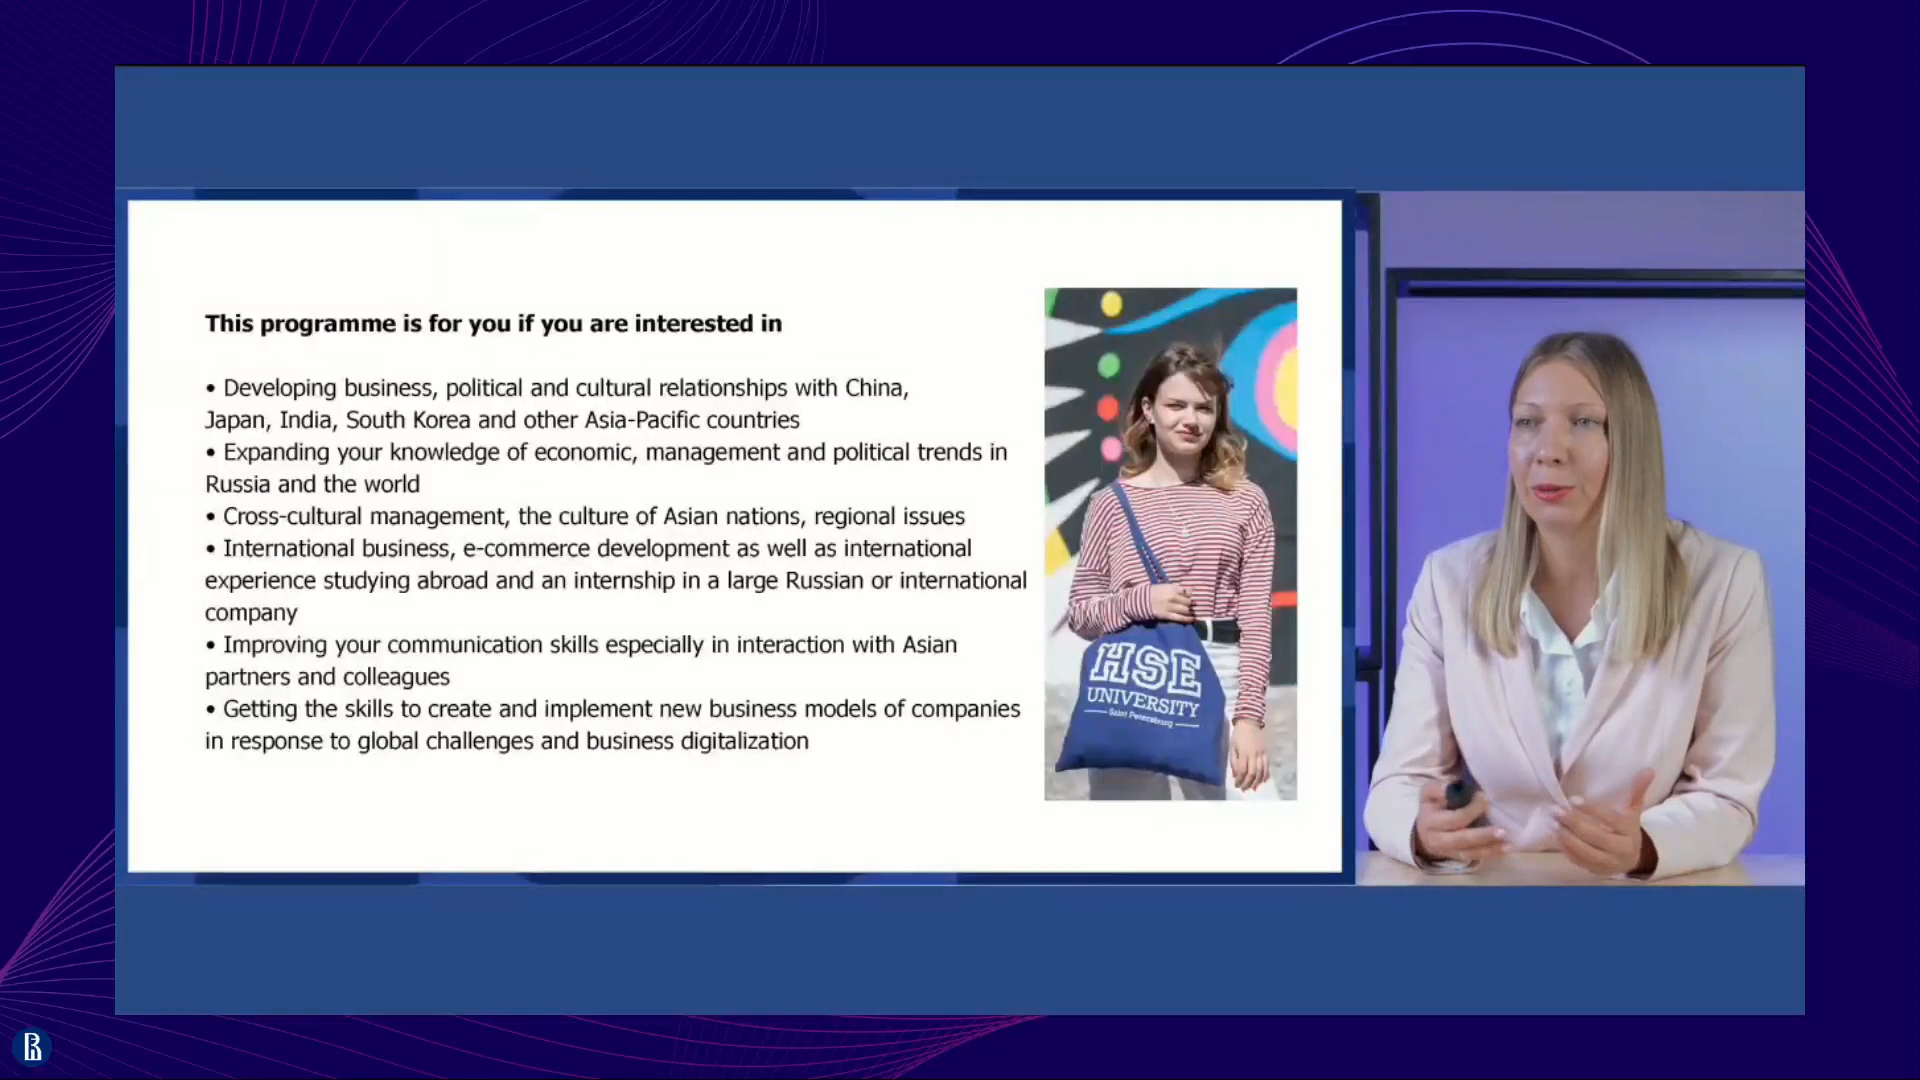 This programme is for you if you are interested in
• Developing business, political and cultural relationships with China,
Japan, India, South Korea and other Asia-Pacific countries
• Expanding your knowledge of economic, management and political trends in
Russia and the world
• Cross-cultural management, the culture of Asian nations, regional issues
• International business, e-commerce development as well as international
experience studying abroad and an internship in a large Russian or international
company
• Improving your communication skills especially in interaction with Asian
partners and colleagues
• Getting the skills to create and implement new business models of companies
in response to global challenges and business digitalization
HSE
UNIVERSITY
Saint Petersburg